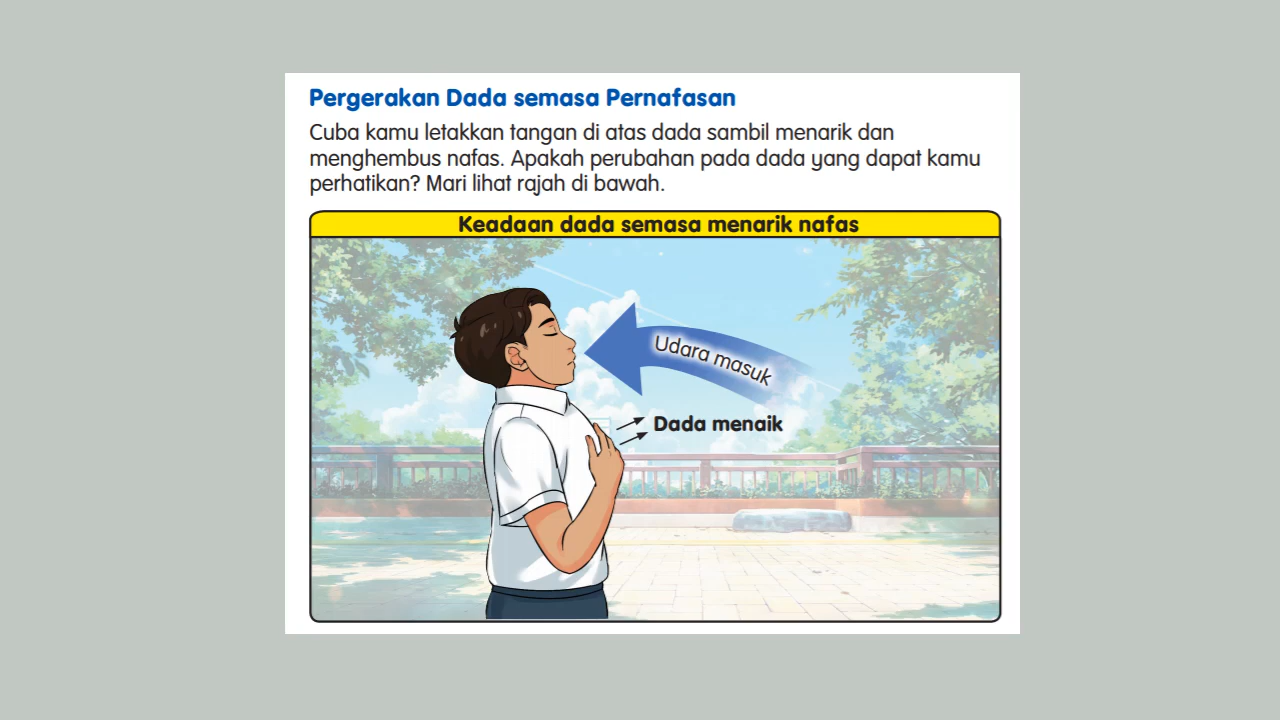 Pergerakan Dada semasa Pernafasan
Cuba kamu letakkan tangan di atas dada sambil menarik dan
menghembus nafas. Apakah perubahan pada dada yang dapat kamu
perhatikan? Mari lihat rajah di bawah.
Keadaan dada semasa menarik nafas
Udara masuk
Dada menaik